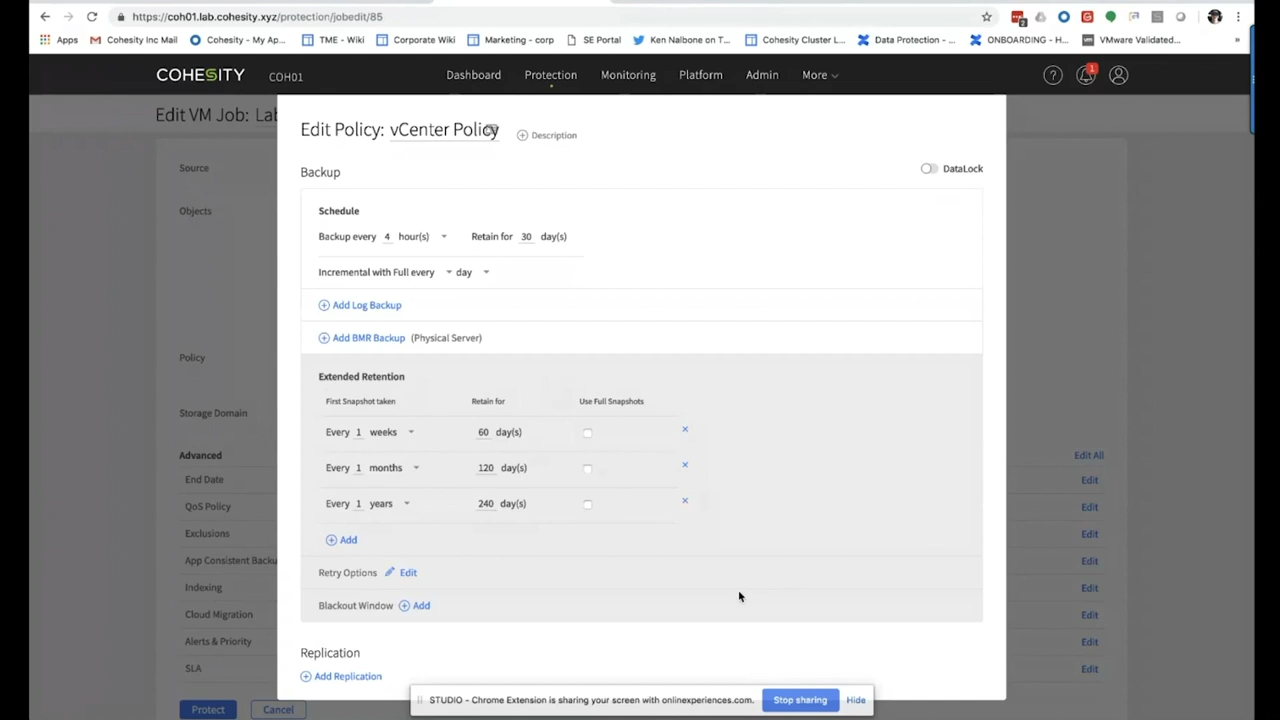 https://coh01.lab.cohesity.xyz/protection/jobedit/85
Apps Cohesity Inc Mail Cohesity - My Ap... TME - Wiki Corporate Wiki Marketing - corp SE Portal Ken Nalbone on T... Cohesity Cluster L... Data Protection - ... ONBOARDING - H... VMware Validated... »
COHESITY COH01 Dashboard Protection Monitoring Platform Admin More ? 1
Edit VM Job: Lab
Edit Policy: vCenter Policy Description
Source
Backup DataLock
Objects
Schedule
Backup every 4 hour(s) Retain for 30 day(s)
Incremental with Full every day
Add Log Backup
Add BMR Backup (Physical Server)
Policy
Extended Retention
First Snapshot taken Retain for Use Full Snapshots
Storage Domain
Every 1 weeks 60 day(s)
Advanced Edit All
Every 1 months 120 day(s)
End Date Edit
Every 1 years 240 day(s)
QoS Policy Edit
Exclusions Edit
Add
App Consistent Backu Edit
Retry Options Edit
Indexing Edit
Blackout Window Add
Cloud Migration Edit
Alerts & Priority Edit
Replication
SLA Edit
Add Replication
STUDIO - Chrome Extension is sharing your screen with onlinexperiences.com. Stop sharing Hide
Protect Cancel